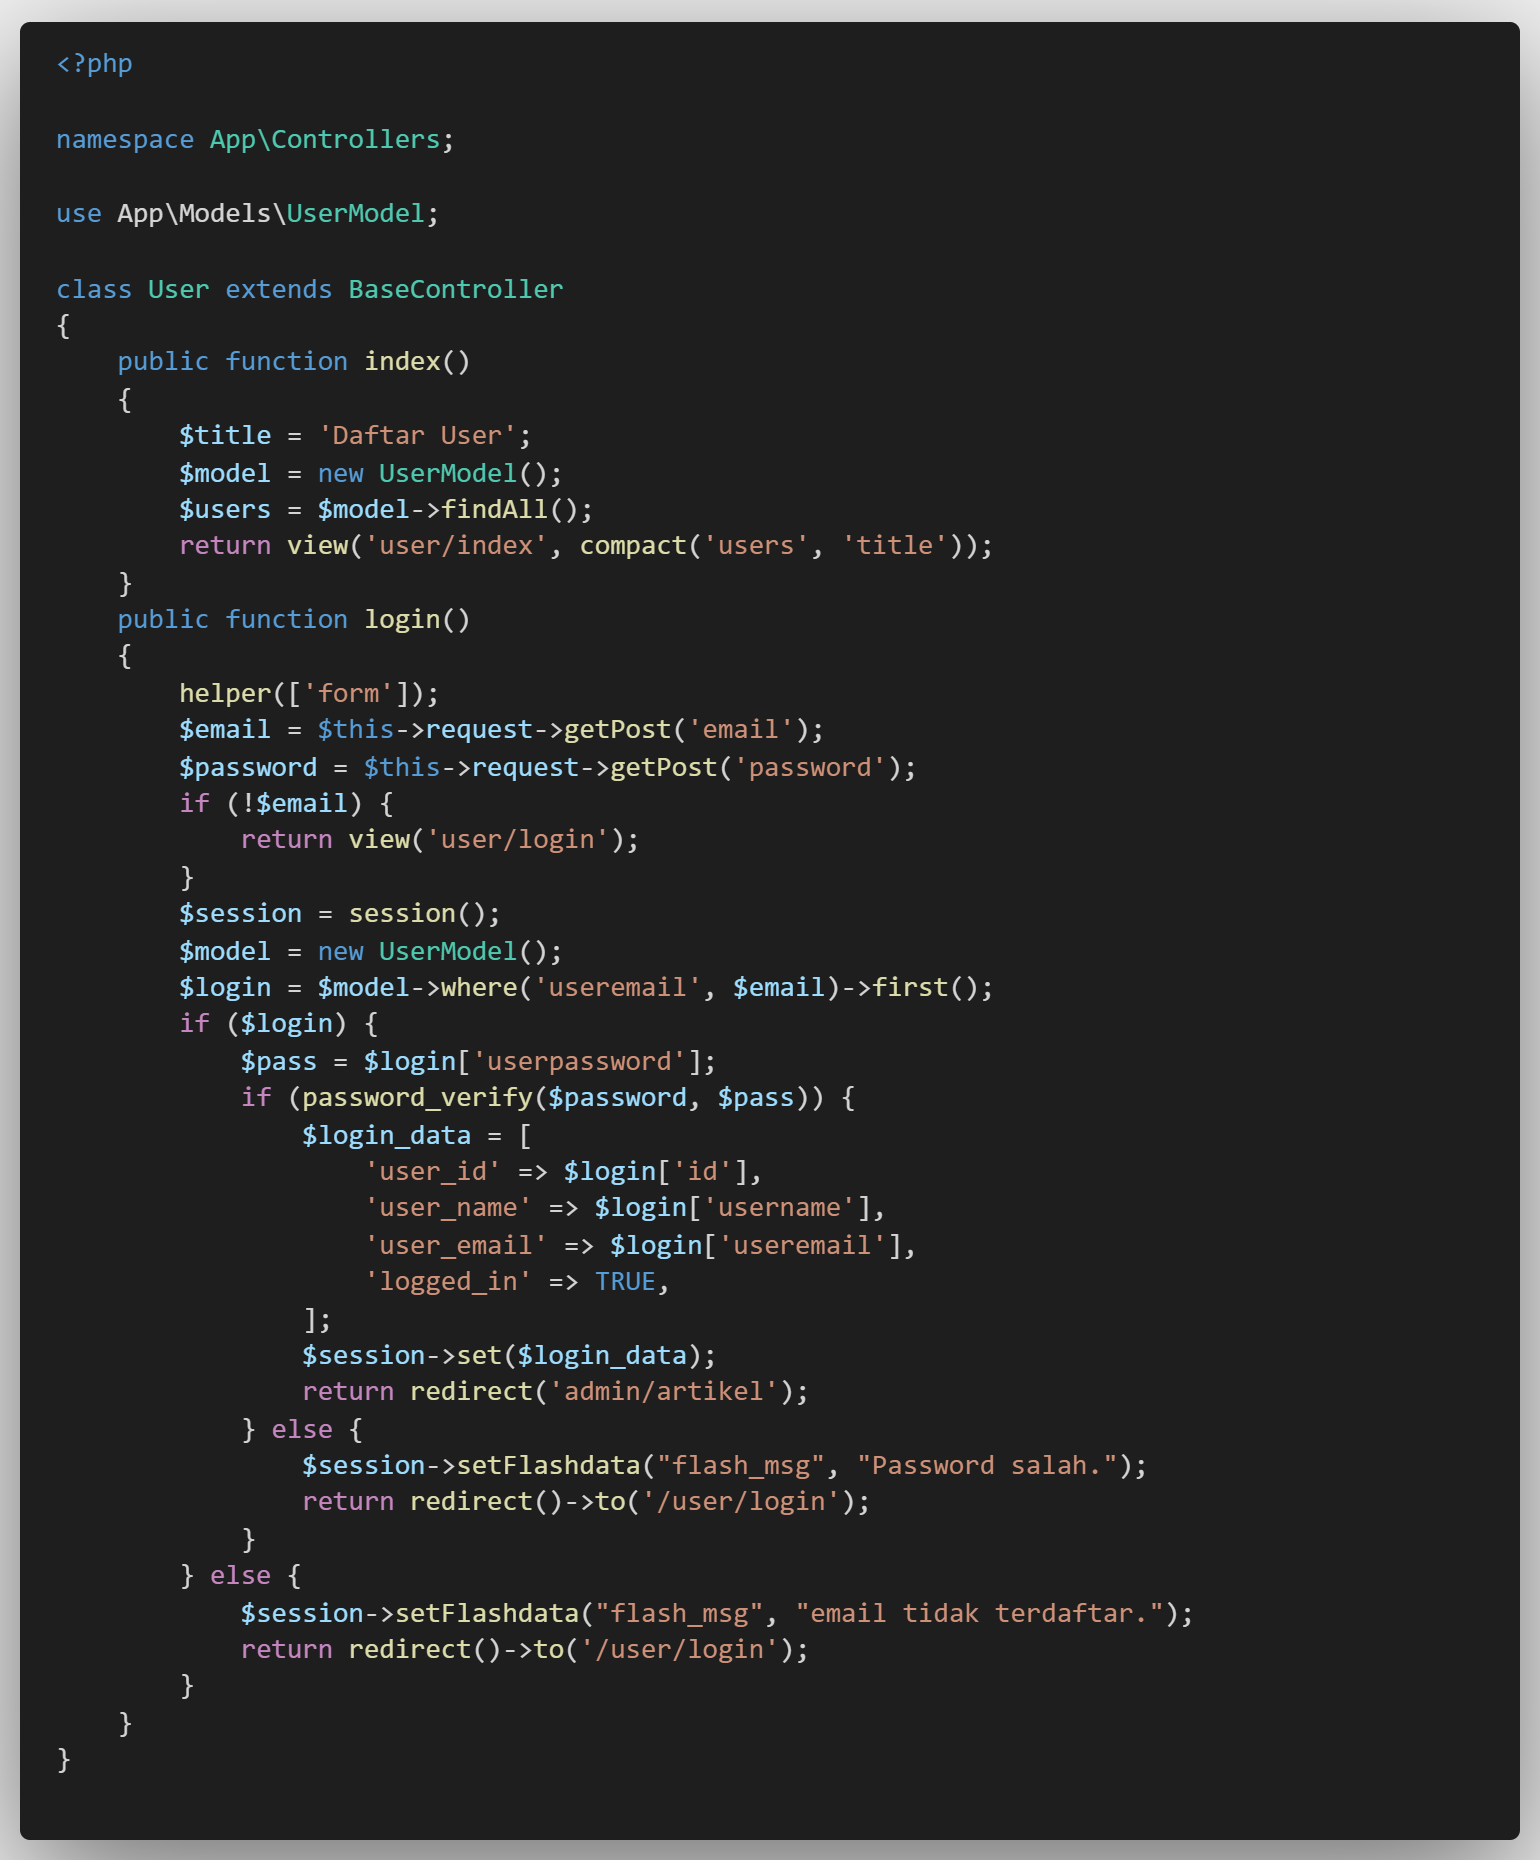 <?php

namespace App\Controllers;

use App\Models\UserModel;

class User extends BaseController
{
    public function index()
    {
        $title = 'Daftar User';
        $model = new UserModel();
        $users = $model->findAll();
        return view('user/index', compact('users', 'title'));
    }
    public function login()
    {
        helper(['form']);
        $email = $this->request->getPost('email');
        $password = $this->request->getPost('password');
        if (!$email) {
            return view('user/login');
        }
        $session = session();
        $model = new UserModel();
        $login = $model->where('useremail', $email)->first();
        if ($login) {
            $pass = $login['userpassword'];
            if (password_verify($password, $pass)) {
                $login_data = [
                    'user_id' => $login['id'],
                    'user_name' => $login['username'],
                    'user_email' => $login['useremail'],
                    'logged_in' => TRUE,
                ];
                $session->set($login_data);
                return redirect('admin/artikel');
            } else {
                $session->setFlashdata("flash_msg", "Password salah.");
                return redirect()->to('/user/login');
            }
        } else {
            $session->setFlashdata("flash_msg", "email tidak terdaftar.");
            return redirect()->to('/user/login');
        }
    }
}